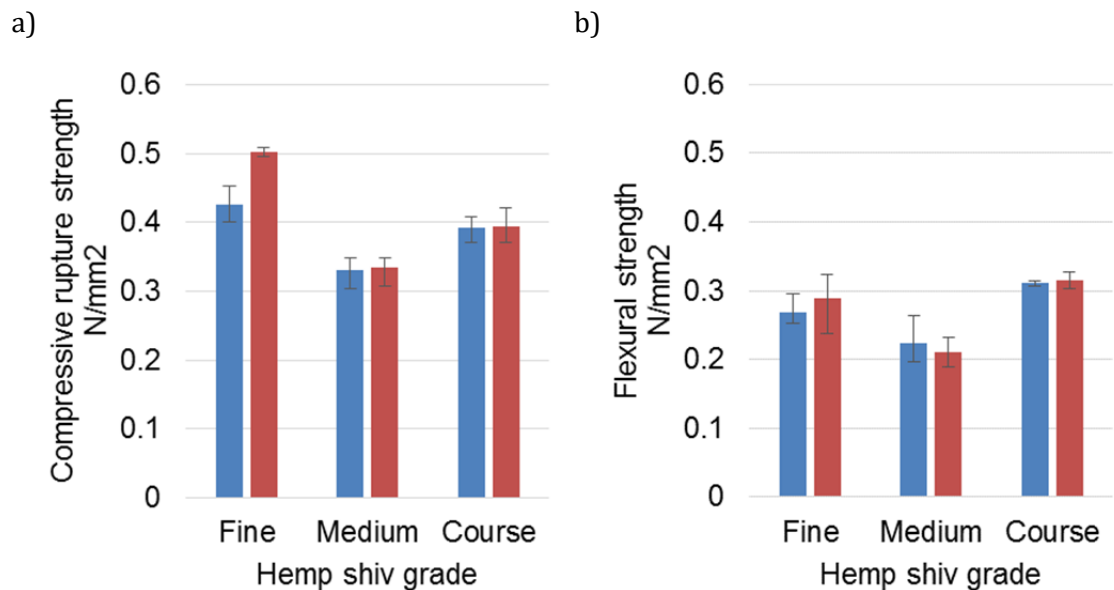 a)
Compressive rupture strength
N/mm2
0.6
0.5
0.4
0.3
0.2
0.1
0
Fine Medium Course
Hemp shiv grade
b)
Flexural strength
N/mm2
0.6
0.5
0.4
0.3
0.2
0.1
0
Fine Medium Course
Hemp shiv grade